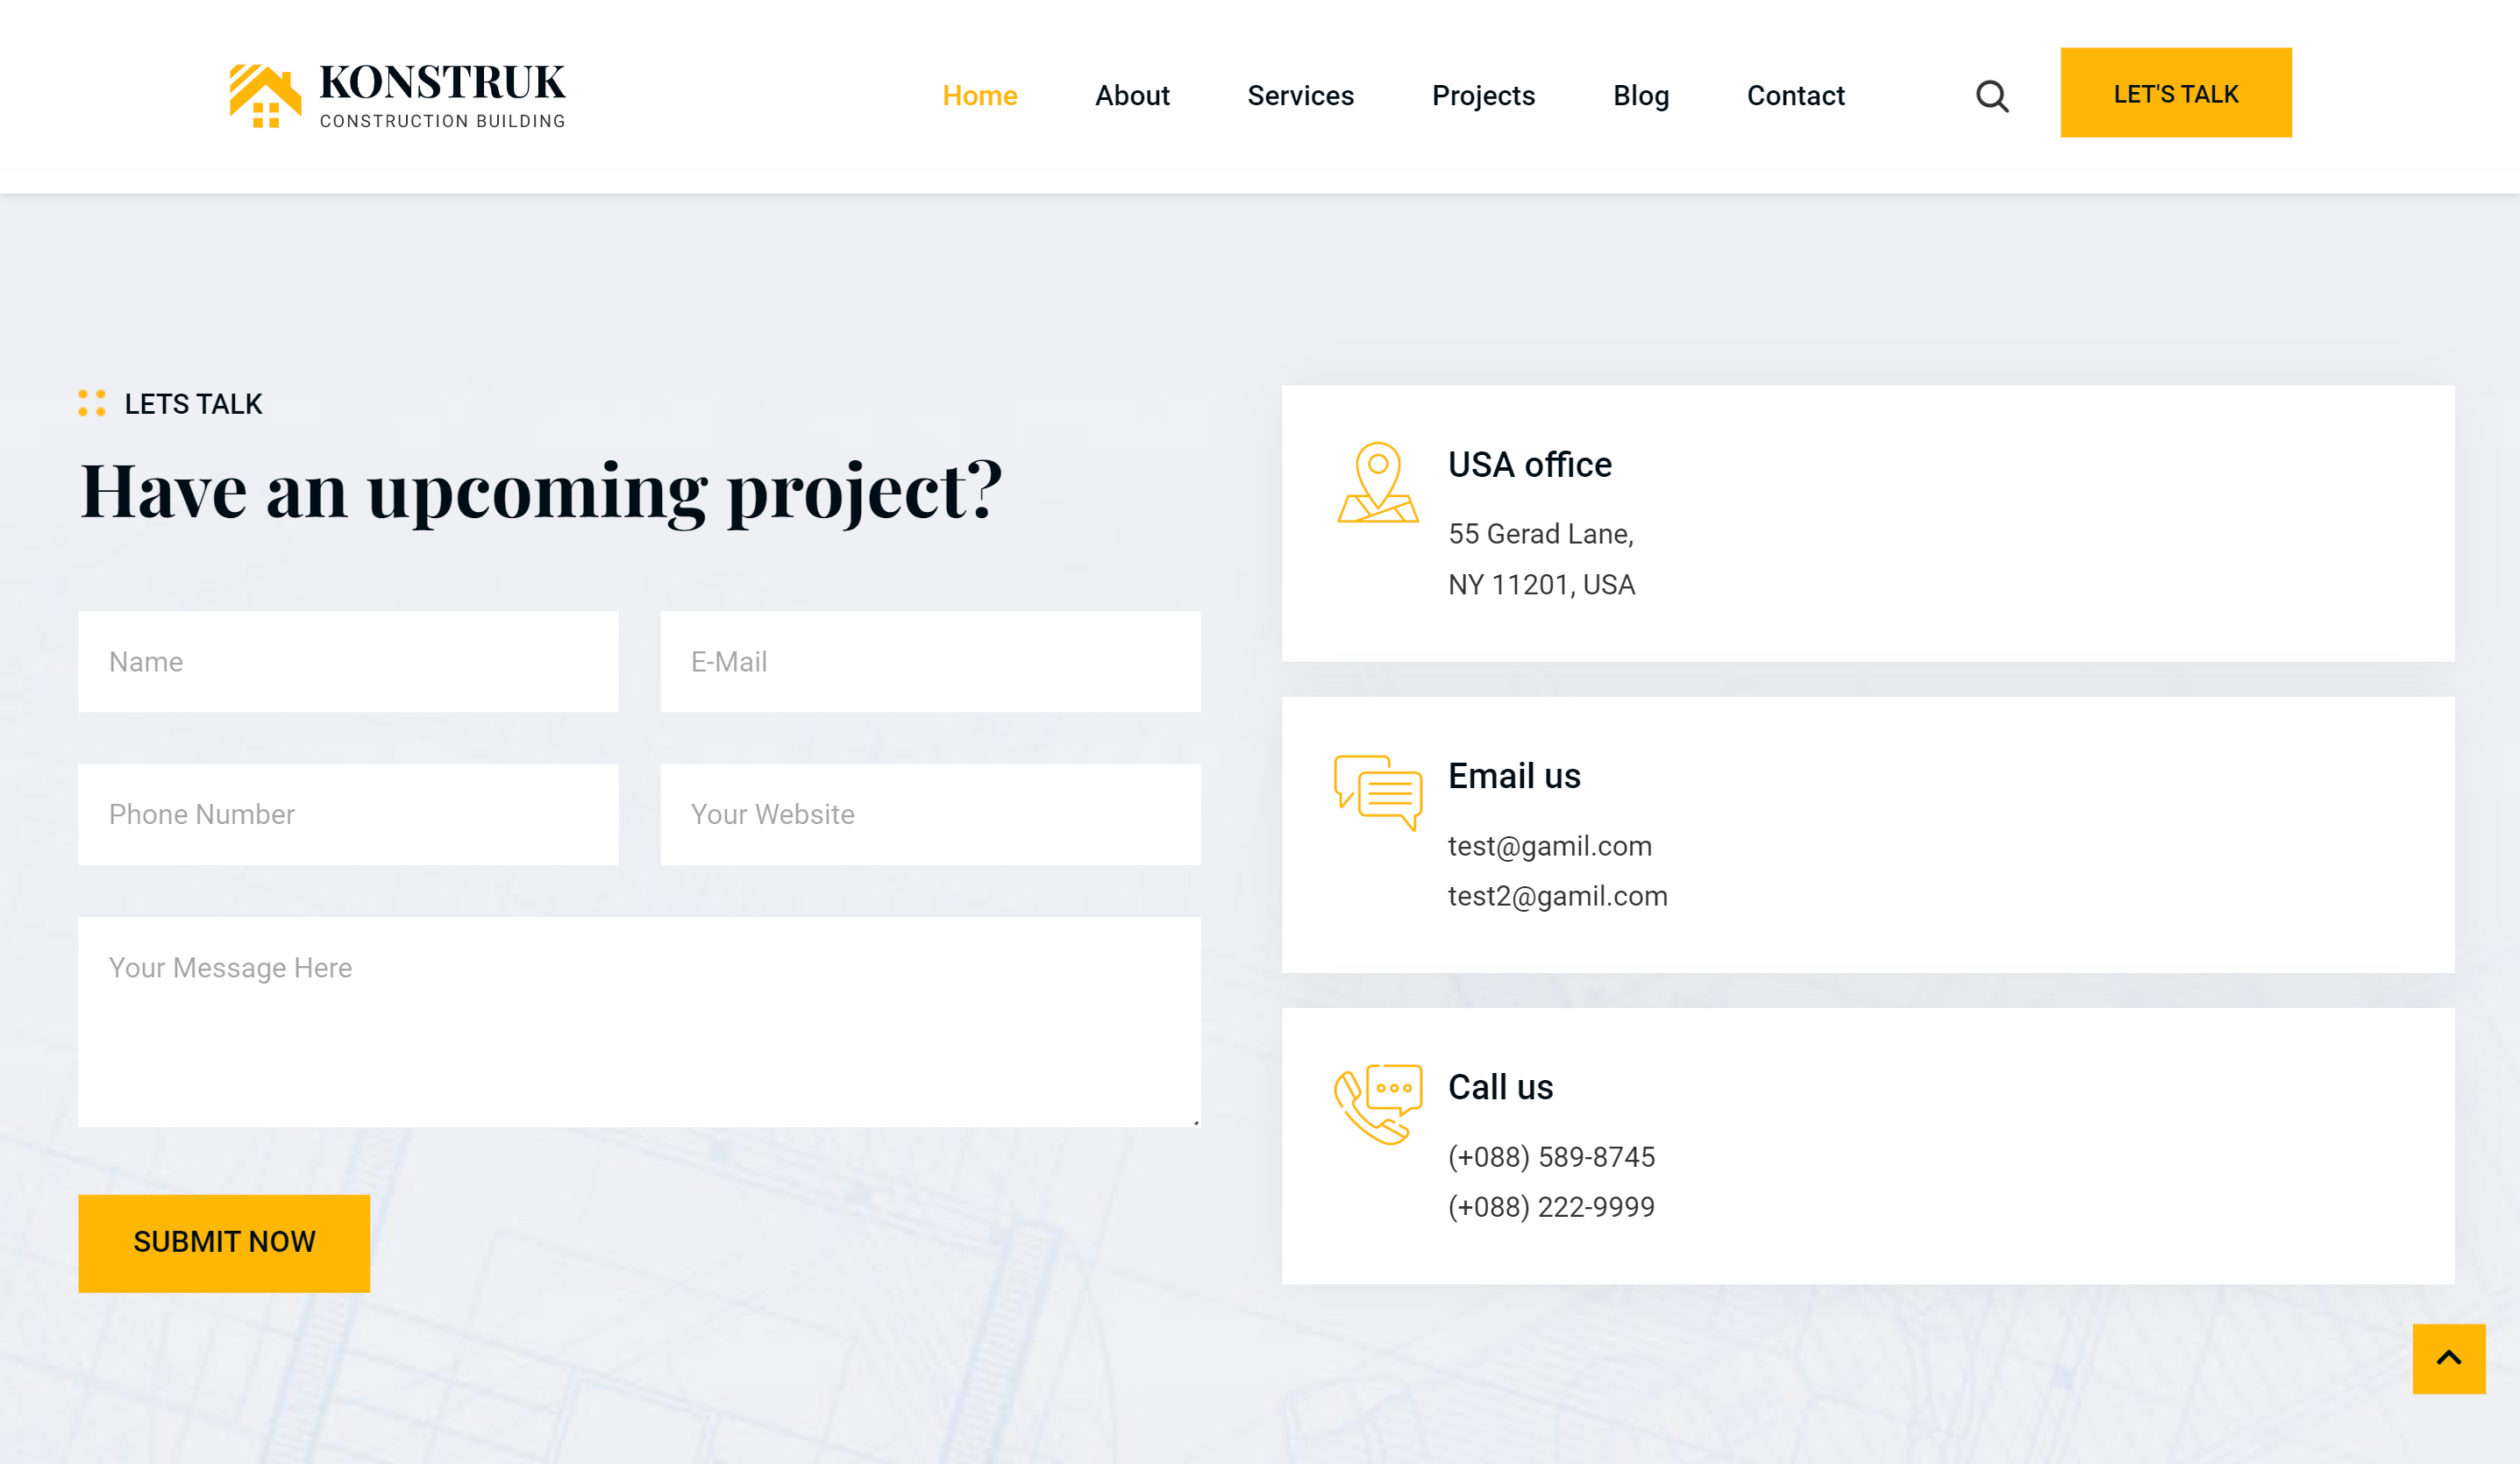 KONSTRUK
CONSTRUCTION BUILDING
Home About Services Projects Blog Contact
LET'S TALK
LETS TALK
Have an upcoming project?
Name
E-Mail
Phone Number
Your Website
Your Message Here
SUBMIT NOW
USA office
55 Gerad Lane,
NY 11201, USA
Email us
test@gamil.com
test2@gamil.com
Call us
(+088) 589-8745
(+088) 222-9999